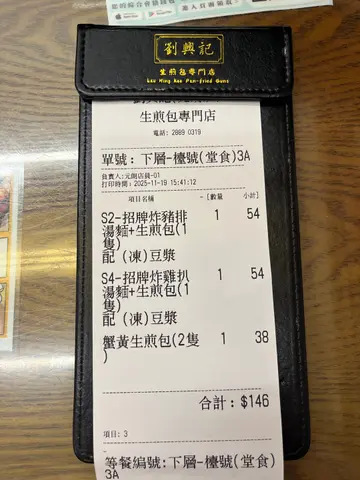 劉興記
生煎包專門店
Lau Hing Kee Pan-fried Buns
生煎包專門店
電話: 2869 0319
單號: 下層-檯號(堂食)3A
負責人:元朗店員-01
打印時間:2025-11-19 15:41:12
項目名稱 -[數量 小計]
S2-招牌炸豬排 1 54
湯麵+生煎包(1
隻)
配 (凍)豆漿
S4-招牌炸雞扒 1 54
湯麵+生煎包(1
隻)
配 (凍)豆漿
蟹黃生煎包(2隻 1 38
)
合計: $146
項目: 3
等餐編號:下層-檯號(堂食)
3A